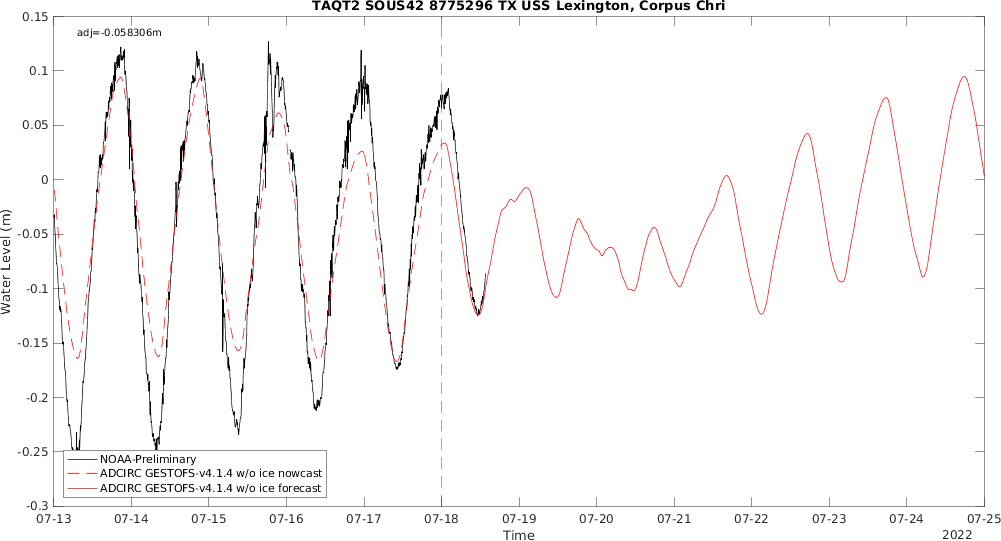 TAQT2 SOUS42 8775296 TX USS Lexington, Corpus Chri
adj=-0.058306m
0.15
0.1
0.05
0
-0.05
-0.1
-0.15
-0.2
-0.25
-0.3
Water Level (m)
NOAA-Preliminary
ADCIRC GESTOFS-v4.1.4 w/o ice nowcast
ADCIRC GESTOFS-v4.1.4 w/o ice forecast
07-13 07-14 07-15 07-16 07-17 07-18 07-19 07-20 07-21 07-22 07-23 07-24 07-25
Time
2022